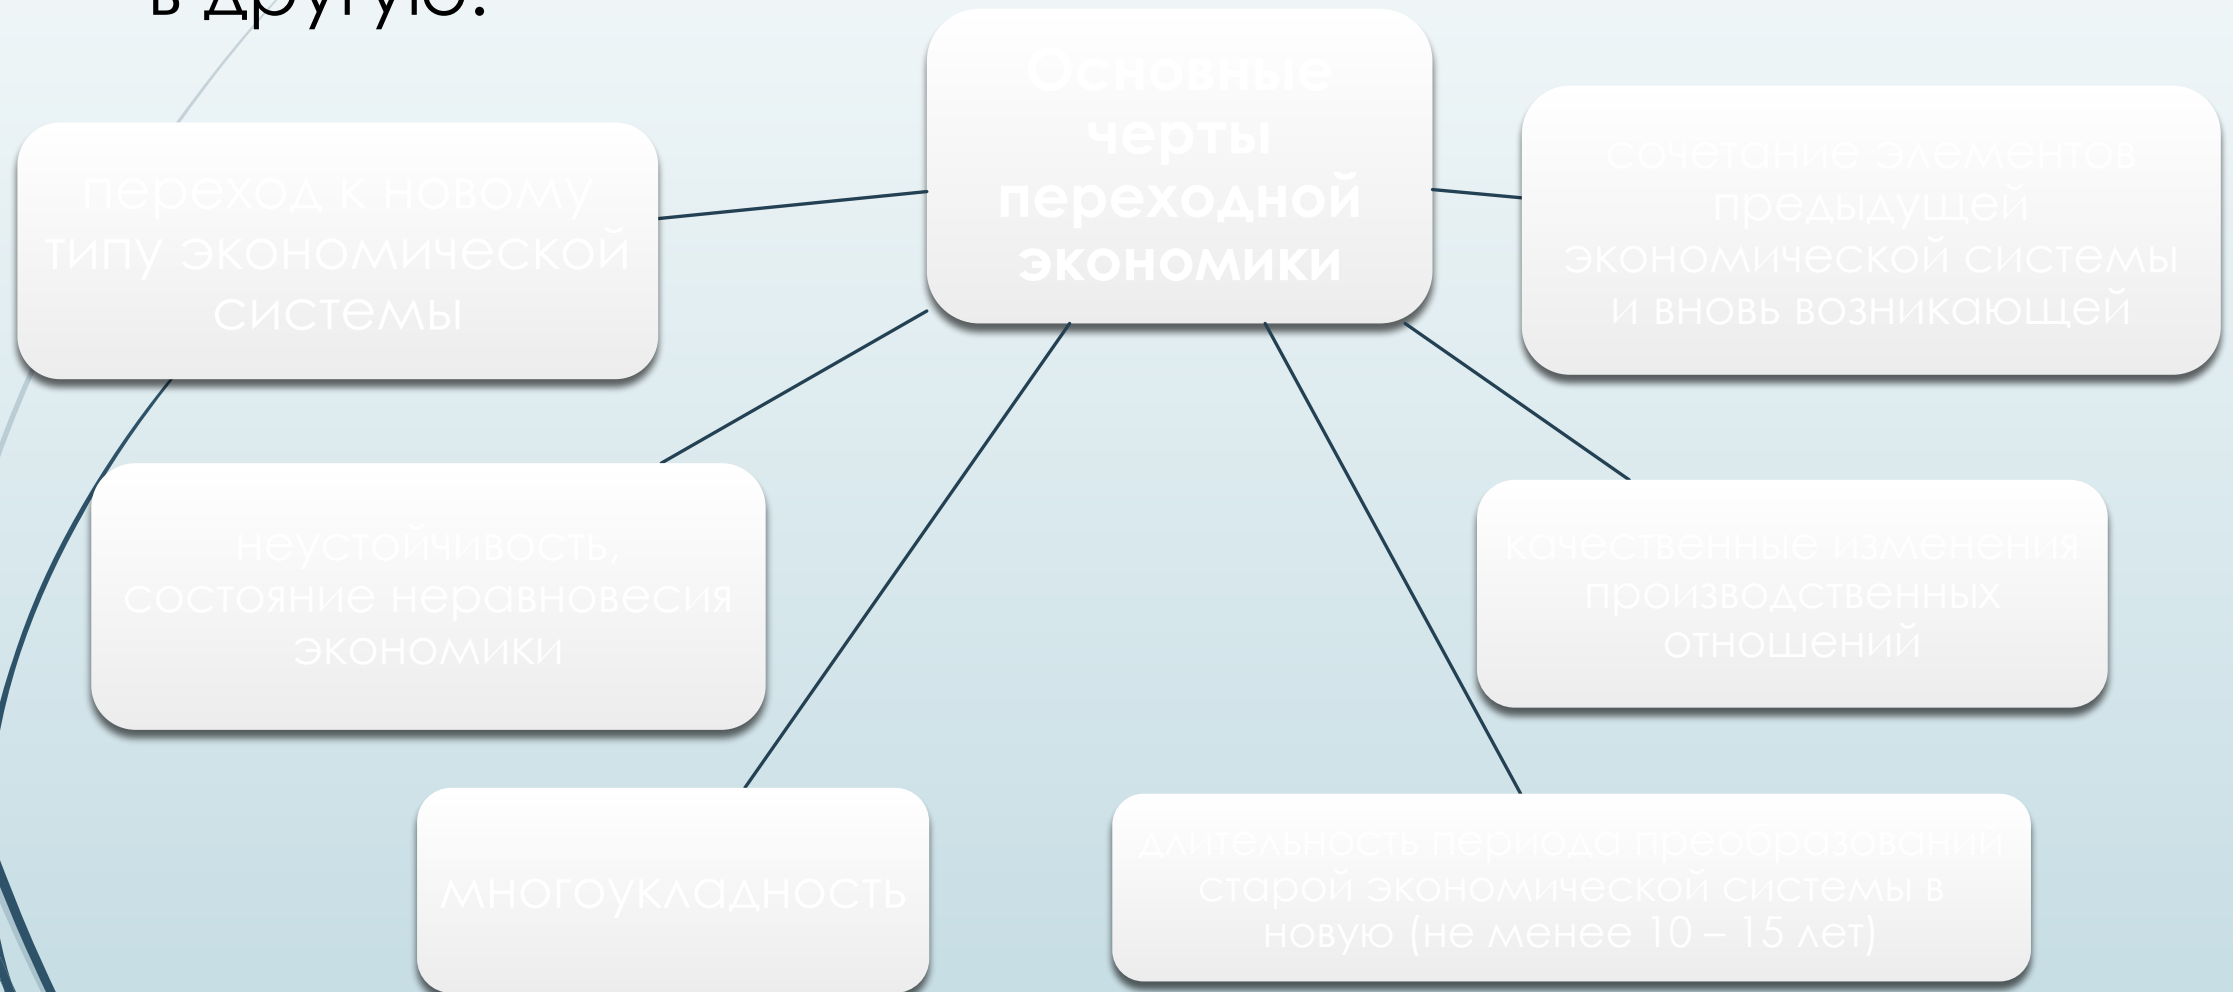 в другую.
Основные
черты
переходной
экономики
переход к новому
типу экономической
системы
сочетание элементов
предыдущей
экономической системы
и вновь возникающей
неустойчивость,
состояние неравновесия
экономики
качественные изменения
производственных
отношений
многоукладность
длительность периода преобразований
старой экономической системы в
новую (не менее 10 – 15 лет)